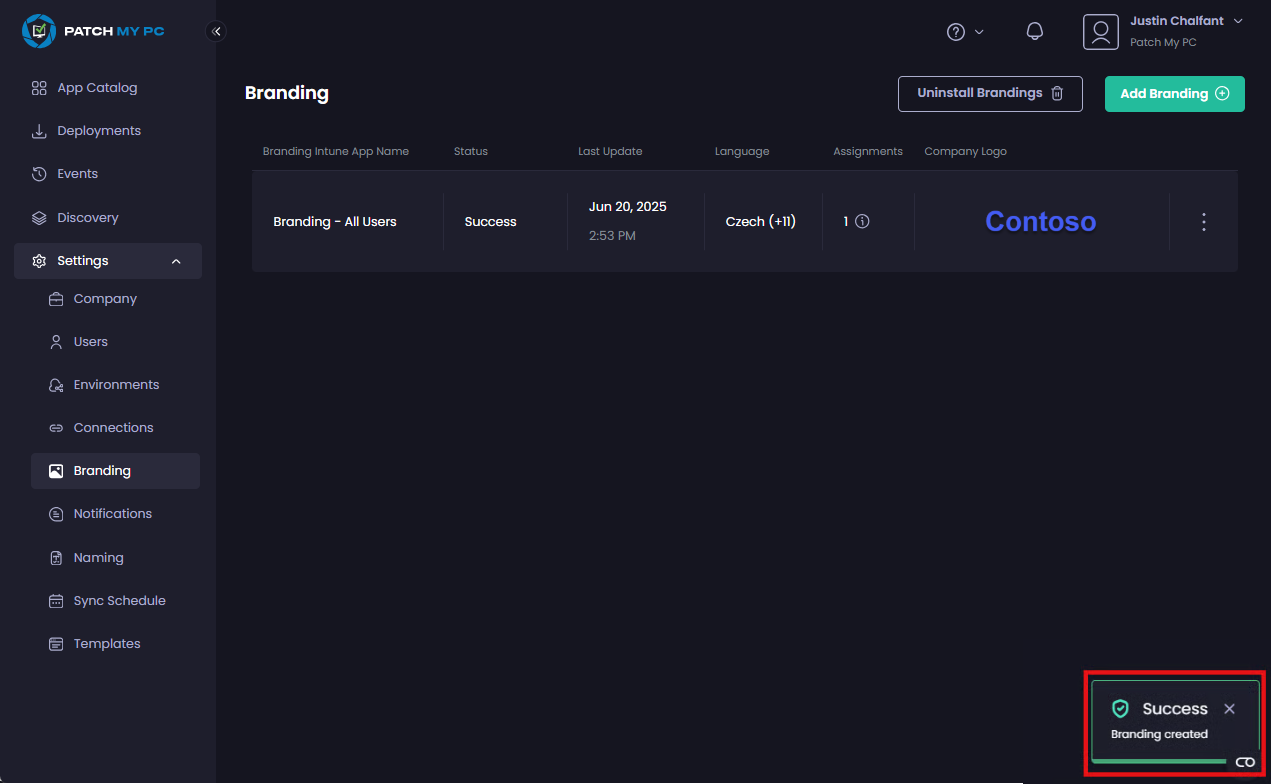 PATCH MY PC
Justin Chalfant
Patch My PC
App Catalog
Deployments
Events
Discovery
Settings
Company
Users
Environments
Connections
Branding
Notifications
Naming
Sync Schedule
Templates
Branding
Uninstall Brandings
Add Branding
Branding Intune App Name Status Last Update Language Assignments Company Logo
Branding - All Users Success Jun 20, 2025 Czech (+11) 1 Contoso
2:53 PM
Success
Branding created